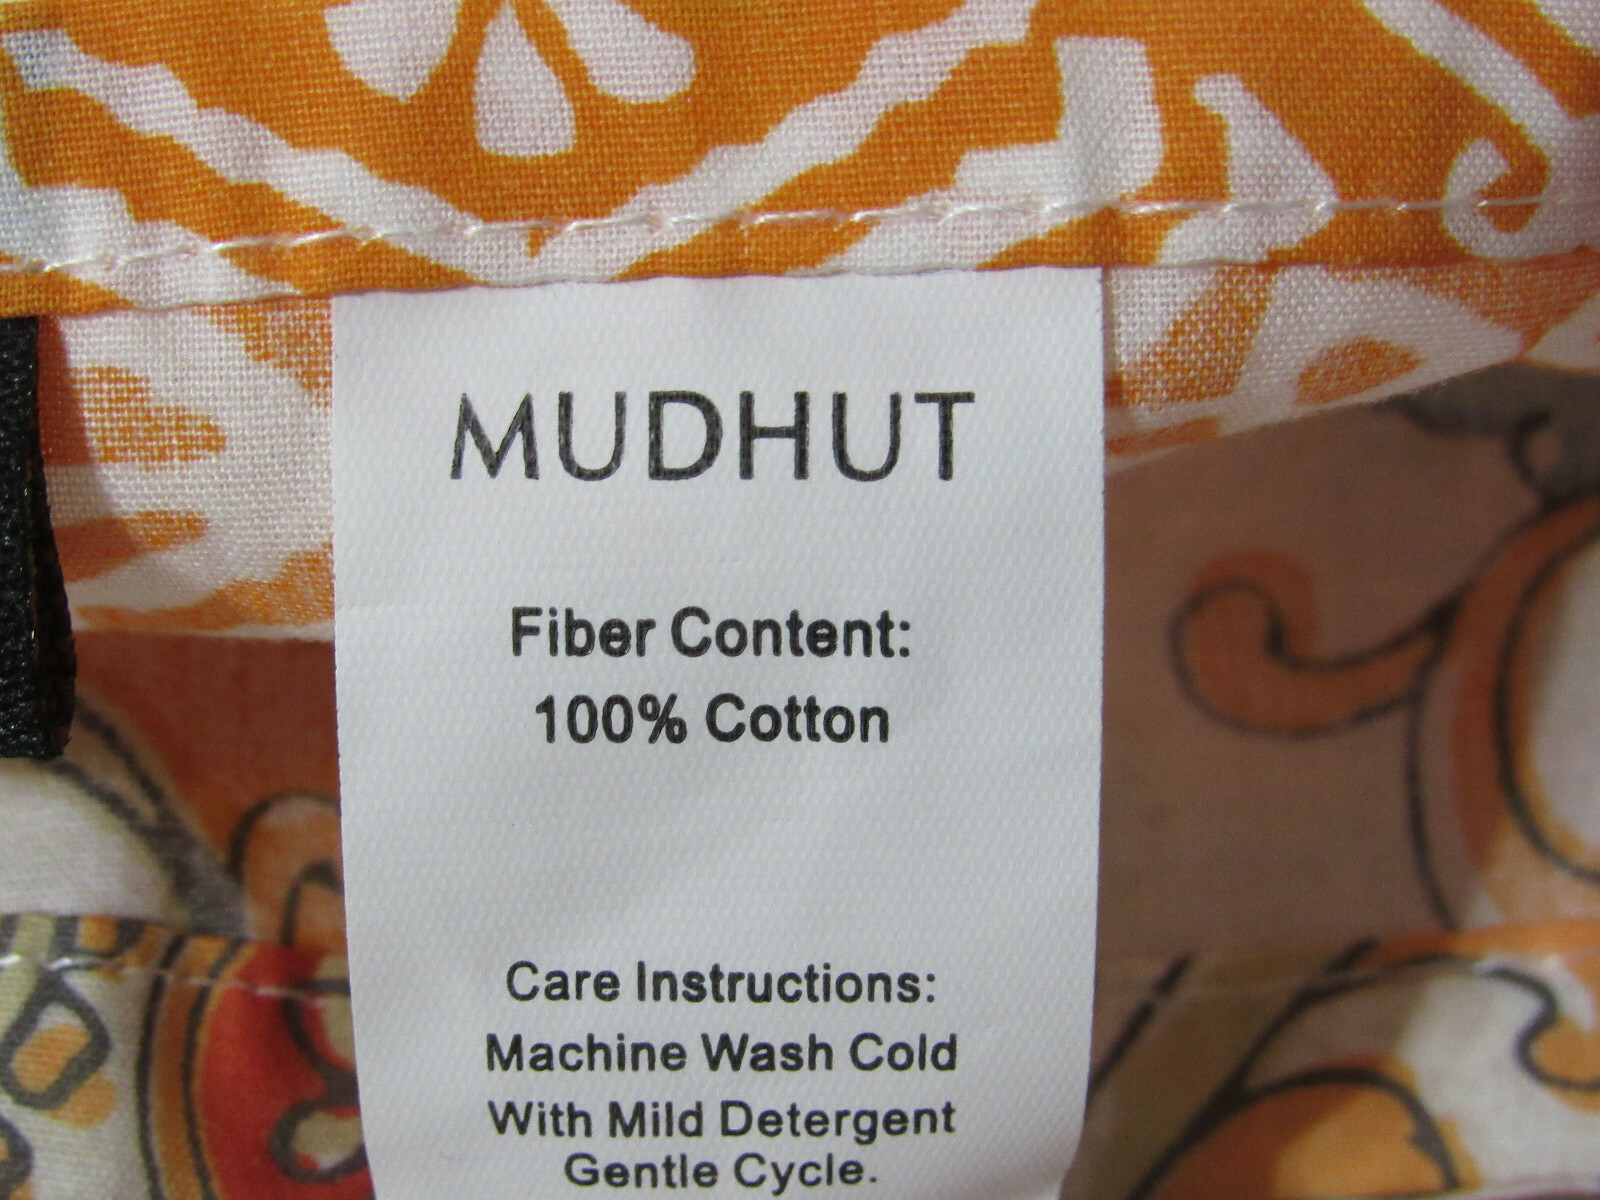 MUDHUT
Fiber Content:
100% Cotton
Care Instructions:
Machine Wash Cold
With Mild Detergent
Gentle Cycle.